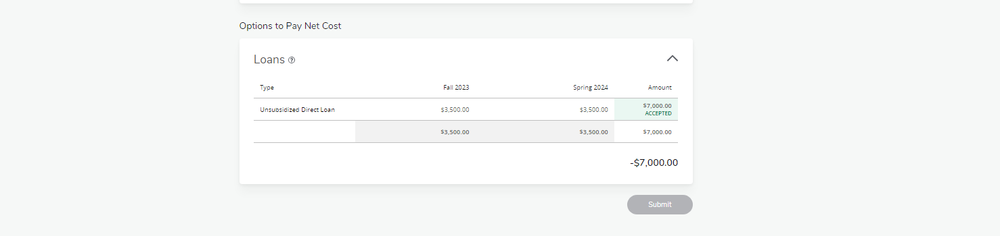 Options to Pay Net Cost
Loans ?
Type Fall 2023 Spring 2024 Amount
Unsubsidized Direct Loan $3,500.00 $3,500.00 $7,000.00
ACCEPTED
$3,500.00 $3,500.00 $7,000.00
-$7,000.00
Submit